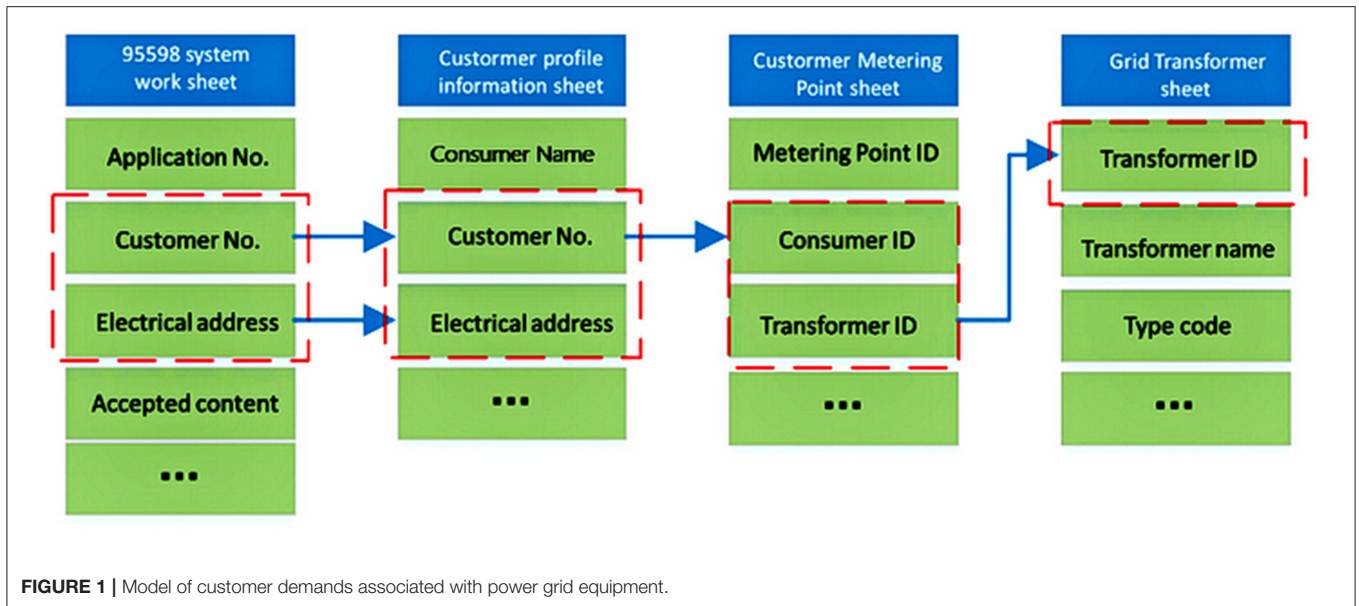 95598 system
work sheet
Application No.
Customer No.
Electrical address
Accepted content
...
Custormer profile
information sheet
Consumer Name
Customer No.
Electrical address
...
Custormer Metering
Point sheet
Metering Point ID
Consumer ID
Transformer ID
...
Grid Transformer
sheet
Transformer ID
Transformer name
Type code
...
FIGURE 1 | Model of customer demands associated with power grid equipment.